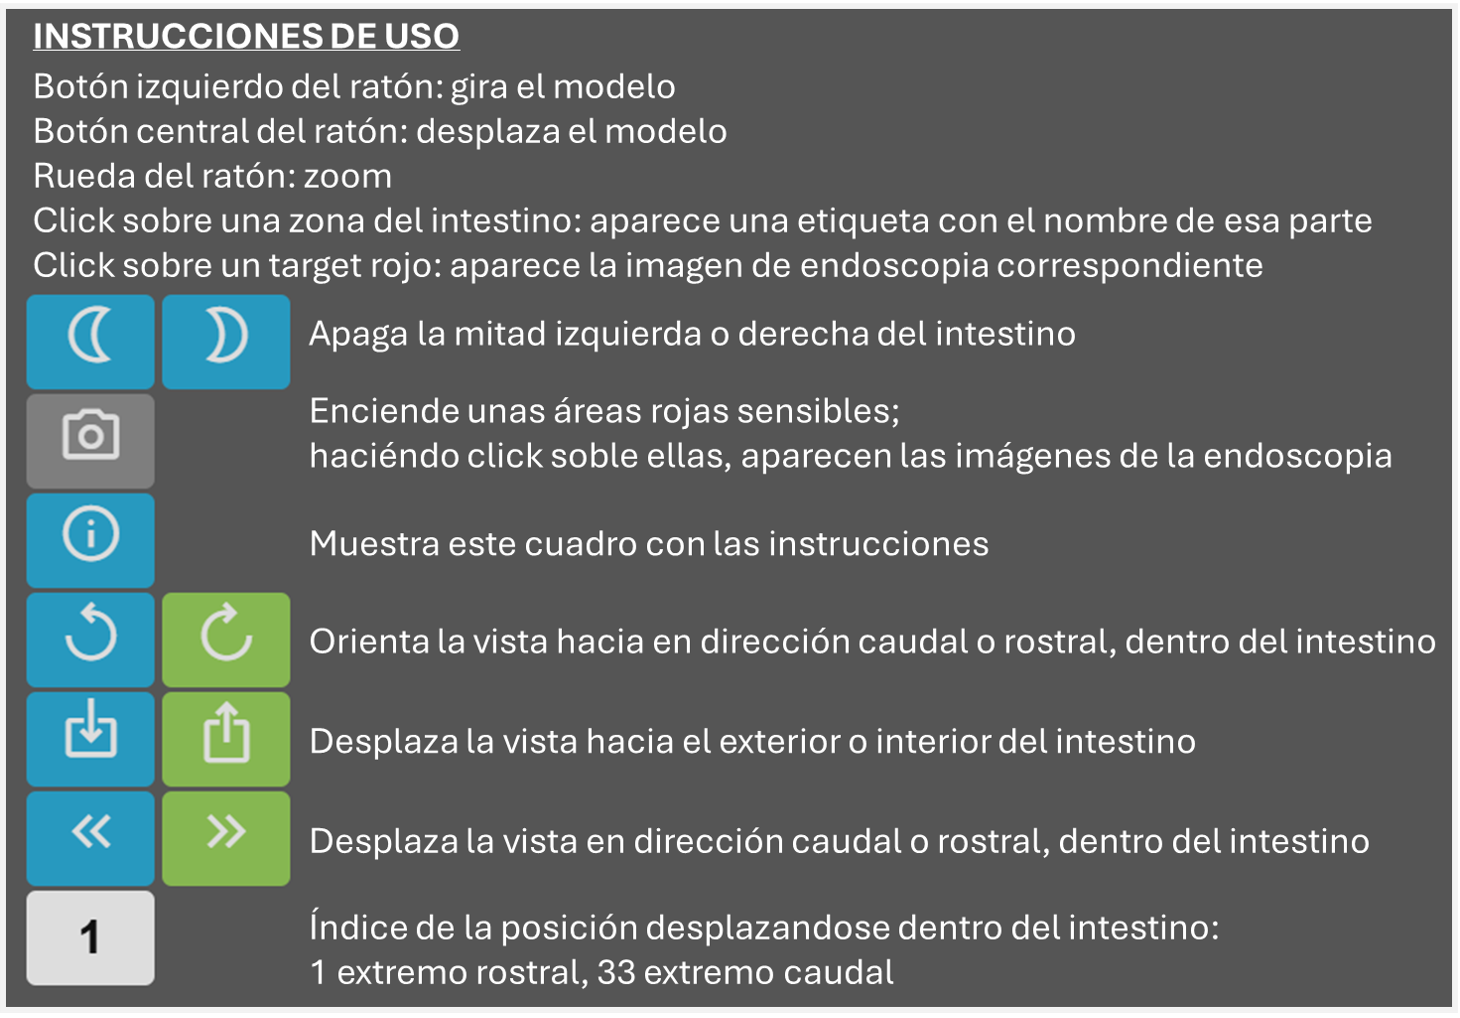 INSTRUCCIONES DE USO
Botón izquierdo del ratón: gira el modelo
Botón central del ratón: desplaza el modelo
Rueda del ratón: zoom
Click sobre una zona del intestino: aparece una etiqueta con el nombre de esa parte
Click sobre un target rojo: aparece la imagen de endoscopia correspondiente
Apaga la mitad izquierda o derecha del intestino
Enciende unas áreas rojas sensibles;
haciéndo click soble ellas, aparecen las imágenes de la endoscopia
Muestra este cuadro con las instrucciones
Orienta la vista hacia en dirección caudal o rostral, dentro del intestino
Desplaza la vista hacia el exterior o interior del intestino
Desplaza la vista en dirección caudal o rostral, dentro del intestino
1
Índice de la posición desplazandose dentro del intestino:
1 extremo rostral, 33 extremo caudal